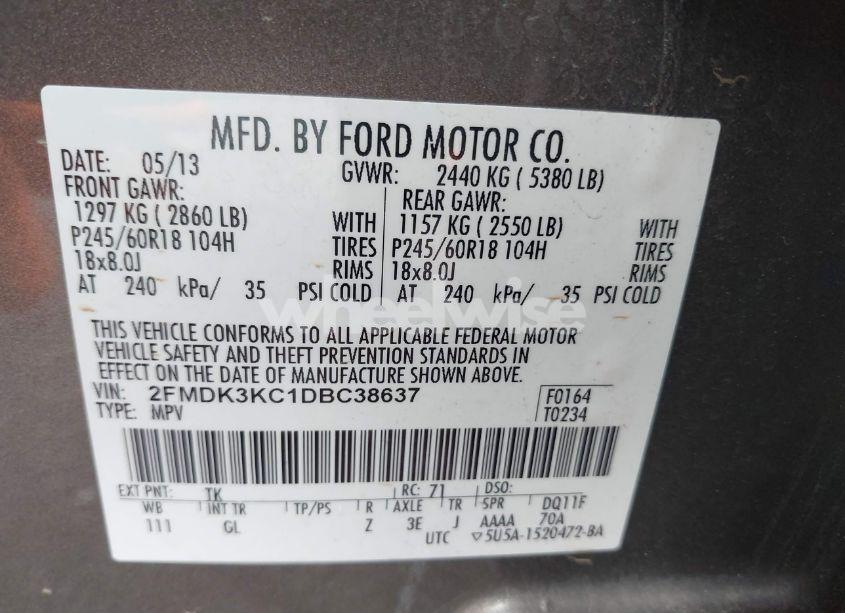 MFD. BY FORD MOTOR CO.
DATE: 05/13 GVWR: 2440 KG ( 5380 LB)
FRONT GAWR: REAR GAWR:
1297 KG ( 2860 LB) WITH 1157 KG ( 2550 LB) WITH
P245/60R18 104H TIRES P245/60R18 104H TIRES
18x8.0J RIMS 18x8.0J RIMS
AT 240 kPa/ 35 PSI COLD AT 240 kPa/ 35 PSI COLD
wheelwise
THIS VEHICLE CONFORMS TO ALL APPLICABLE FEDERAL MOTOR
VEHICLE SAFETY AND THEFT PREVENTION STANDARDS IN
EFFECT ON THE DATE OF MANUFACTURE SHOWN ABOVE.
VIN: 2FMDK3KC1DBC38637 F0164
TYPE: MPV T0234
EXT PNT: TK RC: 71 DSO:
WB INT TR TP/PS R AXLE TR SPR DQ11F
111 GL Z 3E J AAAA 70A
UTC ▽5U5A-1520472-BA